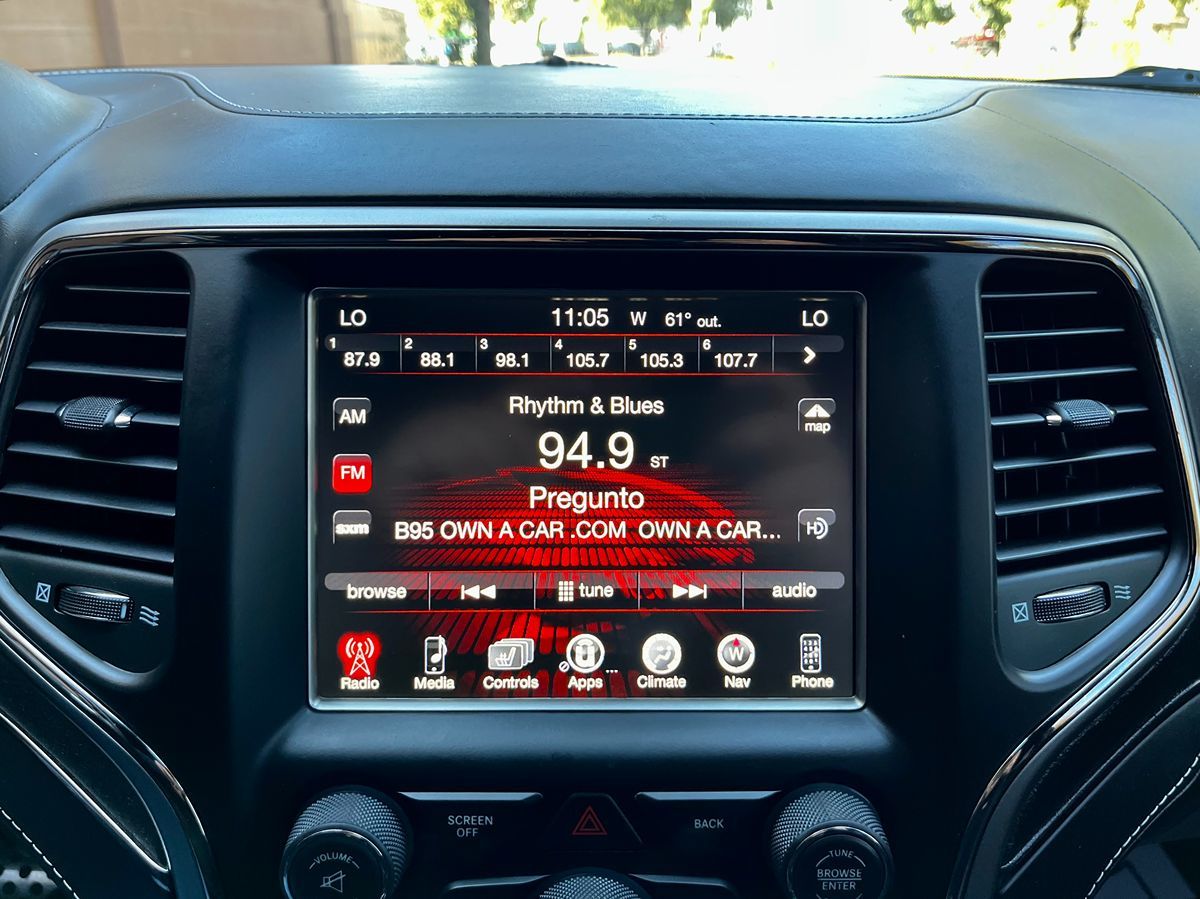 LO 11:05 W 61° out. LO
1 87.9 2 88.1 3 98.1 4 105.7 5 105.3 6 107.7
AM
Rhythm & Blues
map
94.9 ST
FM
Pregunto
sxm
B95 OWN A CAR .COM OWN A CAR...
HD
browse tune audio
Radio Media Controls Apps Climate W Nav Phone
SCREEN
OFF
BACK
VOLUME
TUNE
BROWSE
ENTER